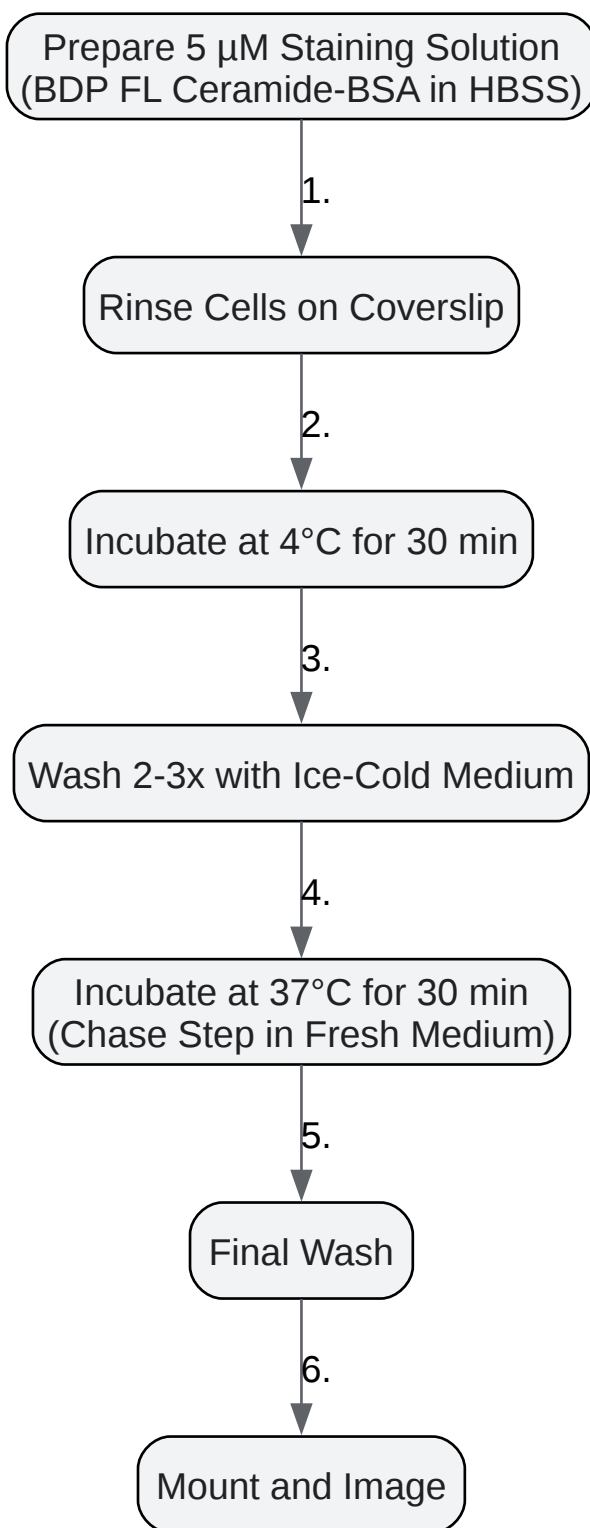 Prepare 5 µM Staining Solution
(BDP FL Ceramide-BSA in HBSS)
1.
Rinse Cells on Coverslip
2.
Incubate at 4°C for 30 min
3.
Wash 2-3x with Ice-Cold Medium
4.
Incubate at 37°C for 30 min
(Chase Step in Fresh Medium)
5.
Final Wash
6.
Mount and Image